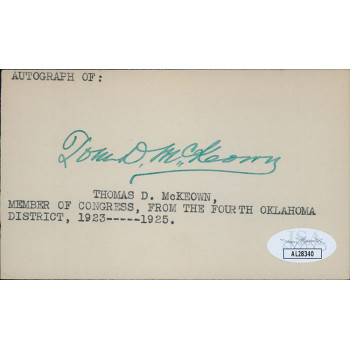 AUTOGRAPH OF:
Tom D. McKeown
THOMAS D. McKEOWN,
MEMBER OF CONGRESS, FROM THE FOURTH OKLAHOMA
DISTRICT, 1923-----1925.
JSA
AL28340